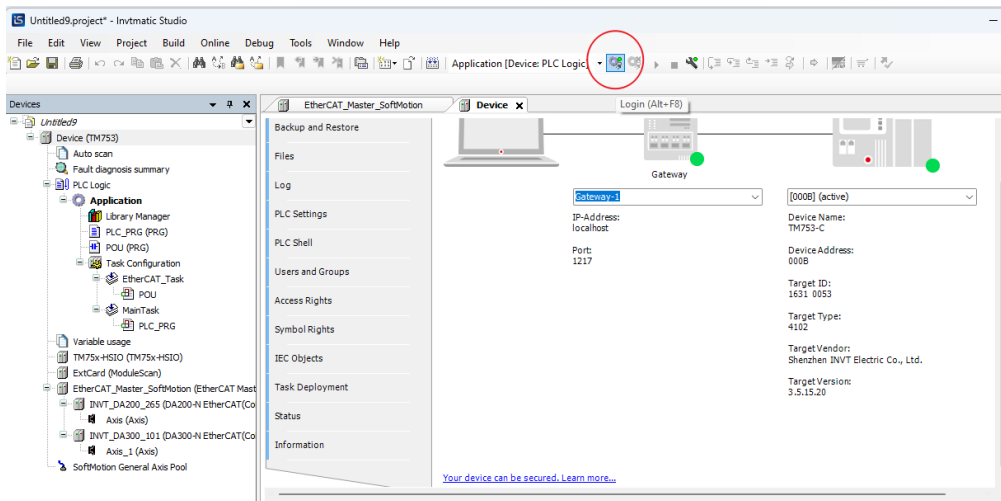 Untitled9.project* - Invtmatic Studio
File Edit View Project Build Online Debug Tools Window Help
Application [Device: PLC Logic]
Login (Alt+F8)
Devices
Untitled9
Device (TM753)
Auto scan
Fault diagnosis summary
PLC Logic
Application
Library Manager
PLC_PRG (PRG)
POU (PRG)
Task Configuration
EtherCAT_Task
POU
MainTask
PLC_PRG
Variable usage
TM75x-HSIO (TM75x-HSIO)
ExtCard (ModuleScan)
EtherCAT_Master_SoftMotion (EtherCAT Mast
INVT_DA200_265 (DA200-N EtherCAT(Co
Axis (Axis)
INVT_DA300_101 (DA300-N EtherCAT(Co
Axis_1 (Axis)
SoftMotion General Axis Pool
EtherCAT_Master_SoftMotion
Device
Backup and Restore
Files
Log
PLC Settings
PLC Shell
Users and Groups
Access Rights
Symbol Rights
IEC Objects
Task Deployment
Status
Information
Gateway
Gateway-1
IP-Address:
localhost
Port:
1217
[000B] (active)
Device Name:
TM753-C
Device Address:
000B
Target ID:
1631 0053
Target Type:
4102
Target Vendor:
Shenzhen INVT Electric Co., Ltd.
Target Version:
3.5.15.20
Your device can be secured. Learn more...